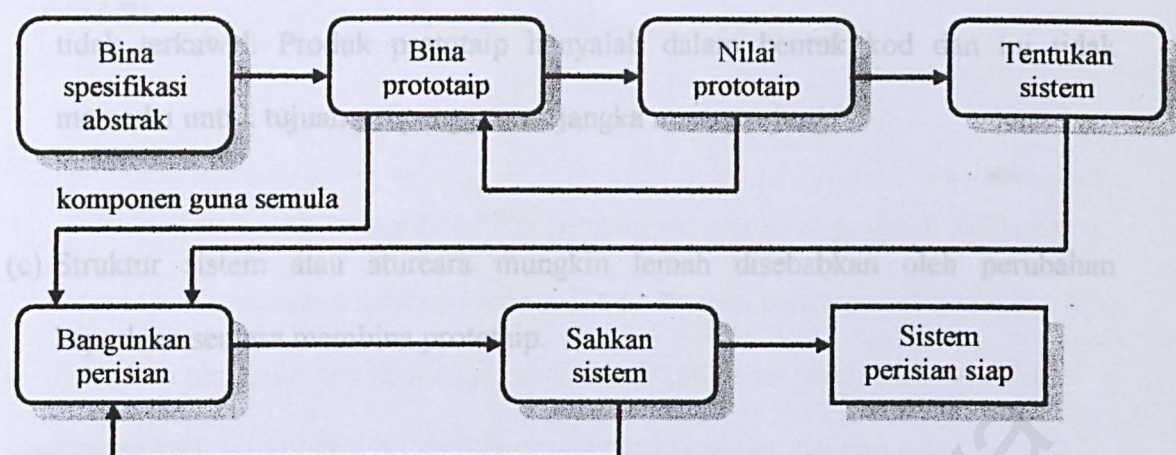 Bina
spesifikasi
abstrak
Bina
prototaip
Nilai
prototaip
Tentukan
sistem
komponen guna semula
Bangunkan
perisian
Sahkan
sistem
Sistem
perisian siap
tidak Produk prototaip dalam bentuk kod dan tidak
untuk tujuan jangka
(c) Struktur sistem atau aturcara mungkin lemah disebabkan oleh perubahan
semasa membina prototaip.